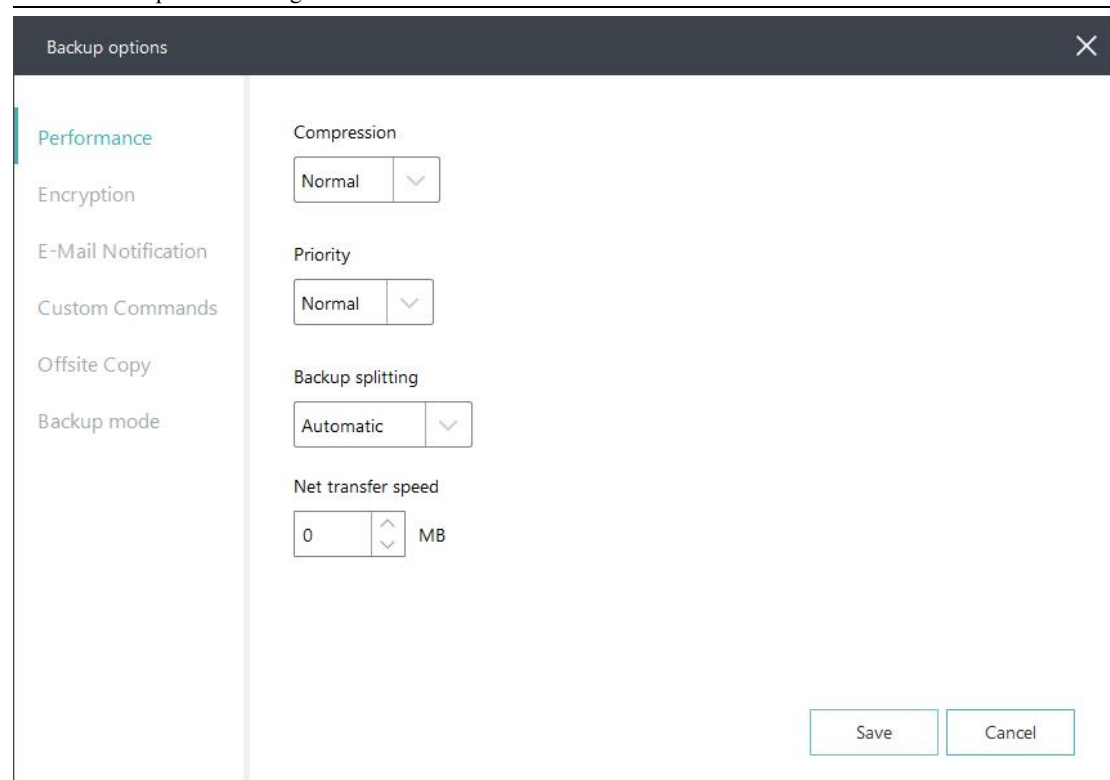 Backup options
Performance
Encryption
E-Mail Notification
Custom Commands
Offsite Copy
Backup mode
Compression
Normal
Priority
Normal
Backup splitting
Automatic
Net transfer speed
0 MB
Save Cancel